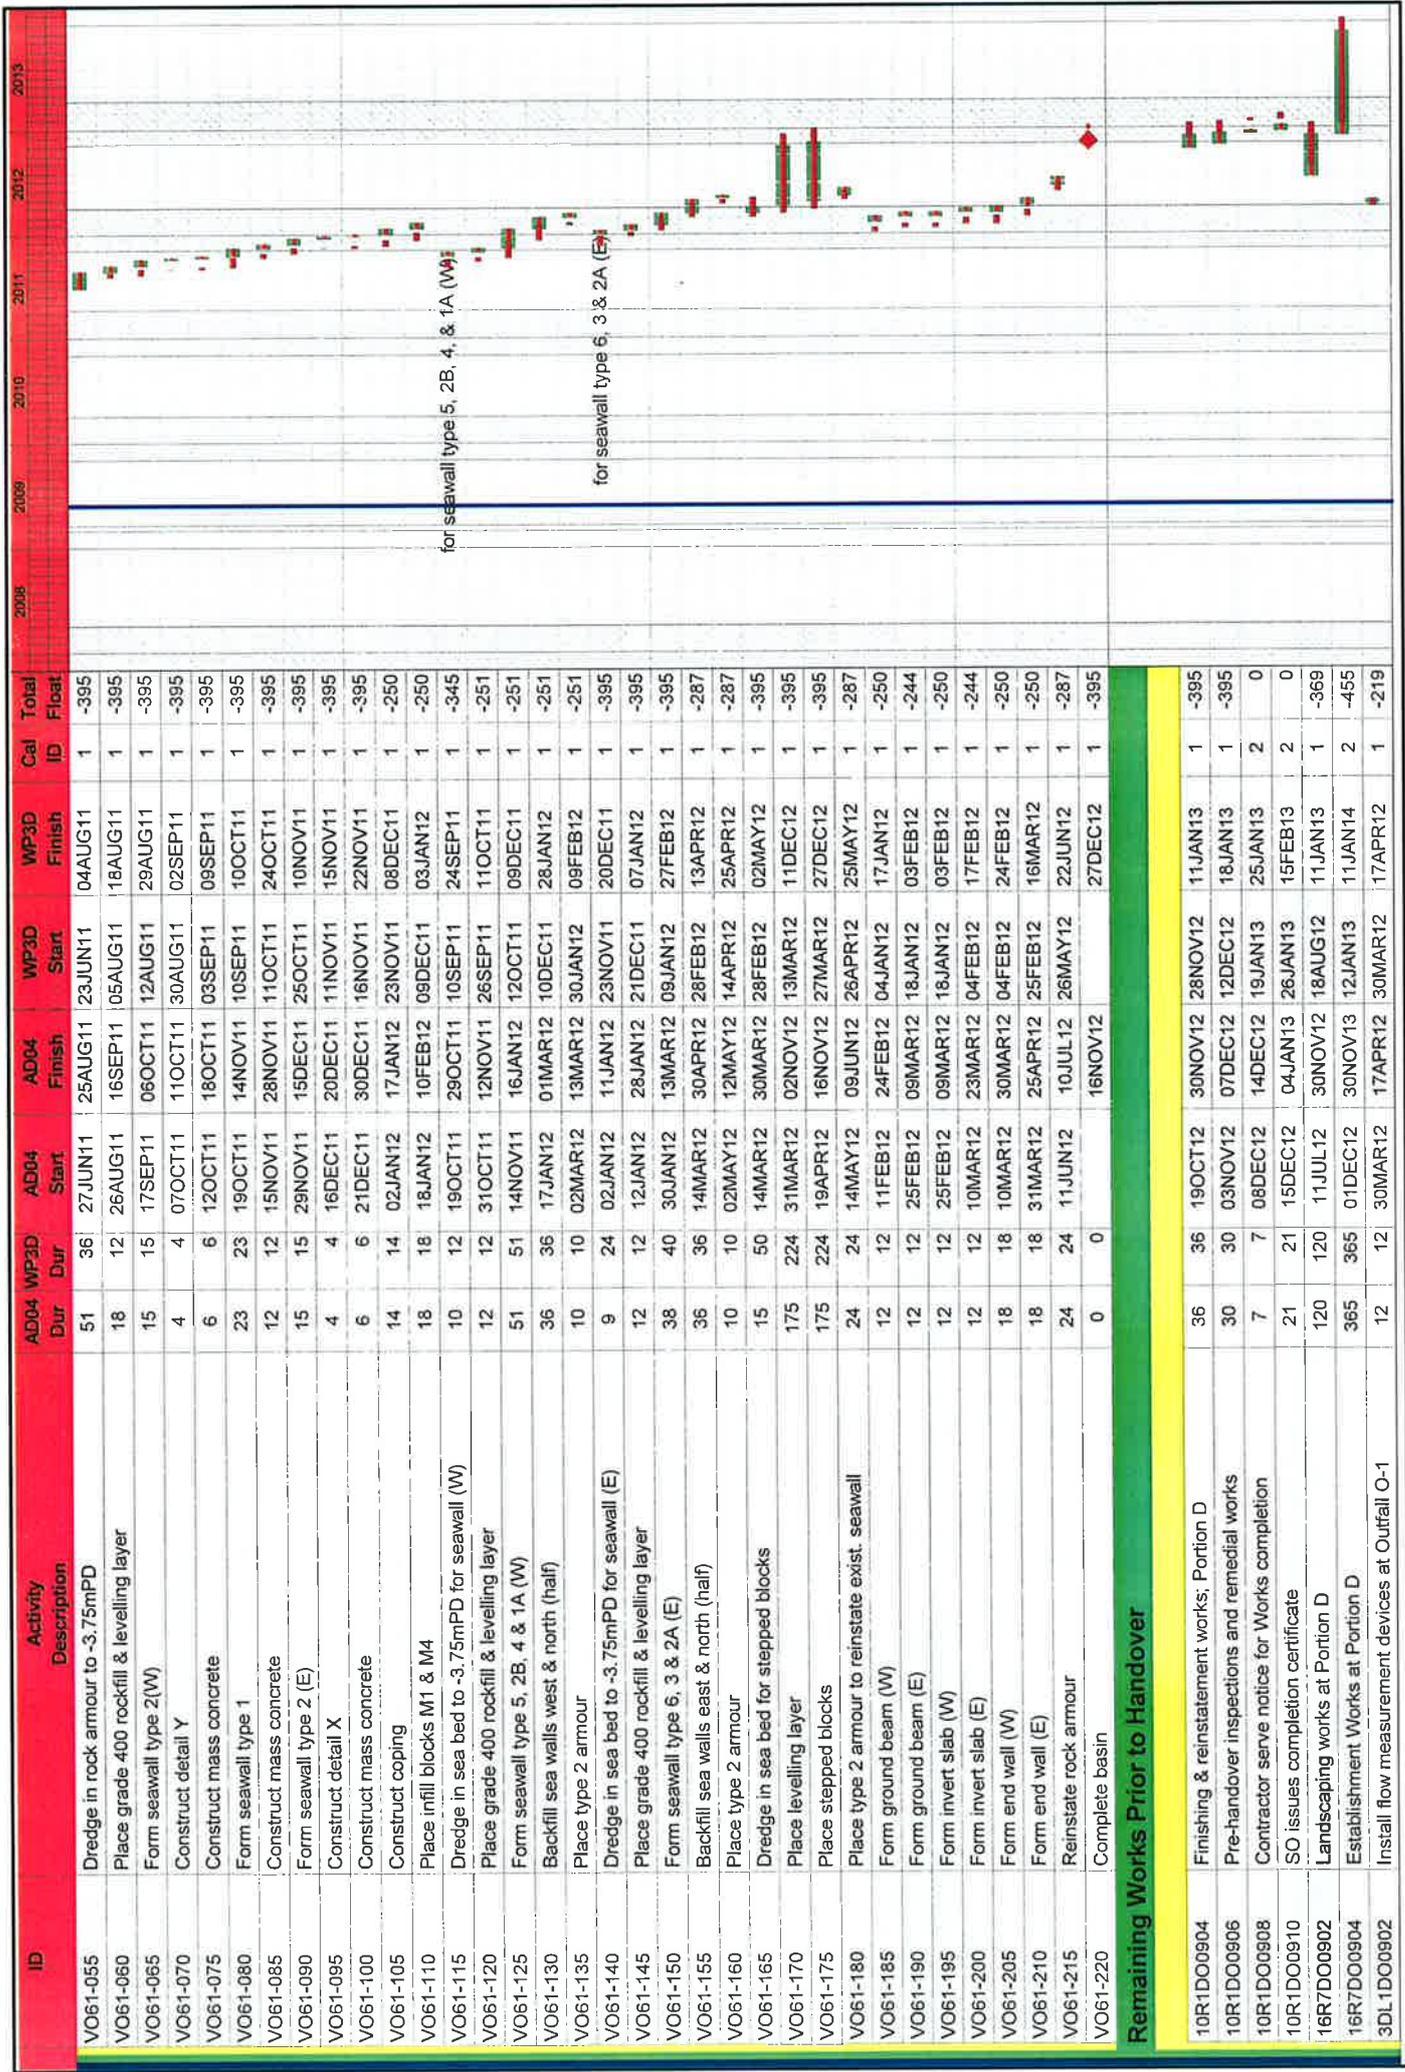 ID Activity Description AD04 Dur WP3D Dur AD04 Start AD04 Finish WP3D Start WP3D Finish Cal ID Total Float 2008 2009 2010 2011 2012 2013
VO61-055 Dredge in rock armour to -3.75mPD 51 36 27JUN11 25AUG11 23JUN11 04AUG11 1 -395
VO61-060 Place grade 400 rockfill & levelling layer 18 12 26AUG11 16SEP11 05AUG11 18AUG11 1 -395
VO61-065 Form seawall type 2(W) 15 15 17SEP11 06OCT11 12AUG11 29AUG11 1 -395
VO61-070 Construct detail Y 4 4 07OCT11 11OCT11 30AUG11 02SEP11 1 -395
VO61-075 Construct mass concrete 6 6 12OCT11 18OCT11 03SEP11 09SEP11 1 -395
VO61-080 Form seawall type 1 23 23 19OCT11 14NOV11 10SEP11 10OCT11 1 -395
VO61-085 Construct mass concrete 12 12 15NOV11 28NOV11 11OCT11 24OCT11 1 -395
VO61-090 Form seawall type 2 (E) 15 15 29NOV11 15DEC11 25OCT11 10NOV11 1 -395
VO61-095 Construct detail X 4 4 16DEC11 20DEC11 11NOV11 15NOV11 1 -395
VO61-100 Construct mass concrete 6 6 21DEC11 30DEC11 16NOV11 22NOV11 1 -395
VO61-105 Construct coping 14 14 02JAN12 17JAN12 23NOV11 08DEC11 1 -250
VO61-110 Place infill blocks M1 & M4 18 18 18JAN12 10FEB12 09DEC11 03JAN12 1 -250
VO61-115 Dredge in sea bed to -3.75mPD for seawall (W) 10 12 19OCT11 29OCT11 10SEP11 24SEP11 1 -345 for seawall type 5, 2B, 4, & 1A (W)
VO61-120 Place grade 400 rockfill & levelling layer 12 12 31OCT11 12NOV11 26SEP11 11OCT11 1 -251
VO61-125 Form seawall type 5, 2B, 4 & 1A (W) 51 51 14NOV11 16JAN12 12OCT11 09DEC11 1 -251
VO61-130 Backfill sea walls west & north (half) 36 36 17JAN12 01MAR12 10DEC11 28JAN12 1 -251
VO61-135 Place type 2 armour 10 10 02MAR12 13MAR12 30JAN12 09FEB12 1 -251
VO61-140 Dredge in sea bed to -3.75mPD for seawall (E) 9 24 02JAN12 11JAN12 23NOV11 20DEC11 1 -395 for seawall type 6, 3 & 2A (E)
VO61-145 Place grade 400 rockfill & levelling layer 12 12 12JAN12 28JAN12 21DEC11 07JAN12 1 -395
VO61-150 Form seawall type 6, 3 & 2A (E) 38 40 30JAN12 13MAR12 09JAN12 27FEB12 1 -395
VO61-155 Backfill sea walls east & north (half) 36 36 14MAR12 30APR12 28FEB12 13APR12 1 -287
VO61-160 Place type 2 armour 10 10 02MAY12 12MAY12 14APR12 25APR12 1 -287
VO61-165 Dredge in sea bed for stepped blocks 15 50 14MAR12 30MAR12 28FEB12 02MAY12 1 -395
VO61-170 Place levelling layer 175 224 31MAR12 02NOV12 13MAR12 11DEC12 1 -395
VO61-175 Place stepped blocks 175 224 19APR12 16NOV12 27MAR12 27DEC12 1 -395
VO61-180 Place type 2 armour to reinstate exist. seawall 24 24 14MAY12 09JUN12 26APR12 25MAY12 1 -287
VO61-185 Form ground beam (W) 12 12 11FEB12 24FEB12 04JAN12 17JAN12 1 -250
VO61-190 Form ground beam (E) 12 12 25FEB12 09MAR12 18JAN12 03FEB12 1 -244
VO61-195 Form invert slab (W) 12 12 25FEB12 09MAR12 18JAN12 03FEB12 1 -250
VO61-200 Form invert slab (E) 12 12 10MAR12 23MAR12 04FEB12 17FEB12 1 -244
VO61-205 Form end wall (W) 18 18 10MAR12 30MAR12 04FEB12 24FEB12 1 -250
VO61-210 Form end wall (E) 18 18 31MAR12 25APR12 25FEB12 16MAR12 1 -250
VO61-215 Reinstate rock armour 24 24 11JUN12 10JUL12 26MAY12 22JUN12 1 -287
VO61-220 Complete basin 0 0 16NOV12 27DEC12 1 -395
Remaining Works Prior to Handover
10R1DO0904 Finishing & reinstatement works; Portion D 36 36 19OCT12 30NOV12 28NOV12 11JAN13 1 -395
10R1DO0906 Pre-handover inspections and remedial works 30 30 03NOV12 07DEC12 12DEC12 18JAN13 1 -395
10R1DO0908 Contractor serve notice for Works completion 7 7 08DEC12 14DEC12 19JAN13 25JAN13 2 0
10R1DO0910 SO issues completion certificate 21 21 15DEC12 04JAN13 26JAN13 15FEB13 2 0
16R7DO0902 Landscaping works at Portion D 120 120 11JUL12 30NOV12 18AUG12 11JAN13 1 -369
16R7DO0904 Establishment Works at Portion D 365 365 01DEC12 30NOV13 12JAN13 11JAN14 2 -455
3DL1DO0902 Install flow measurement devices at Outfall O-1 12 12 30MAR12 17APR12 30MAR12 17APR12 1 -219